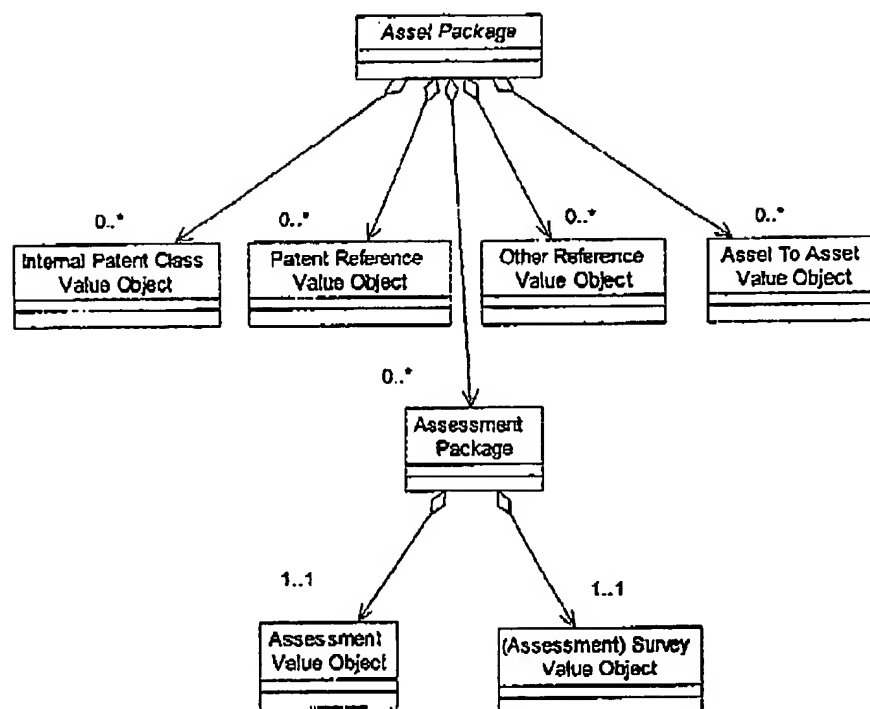 Asset Package
0..*
0..*
0..*
0..*
Internal Patent Class
Value Object
Patent Reference
Value Object
Other Reference
Value Object
Asset To Asset
Value Object
0..*
Assessment
Package
1..1
1..1
Assessment
Value Object
(Assessment) Survey
Value Object